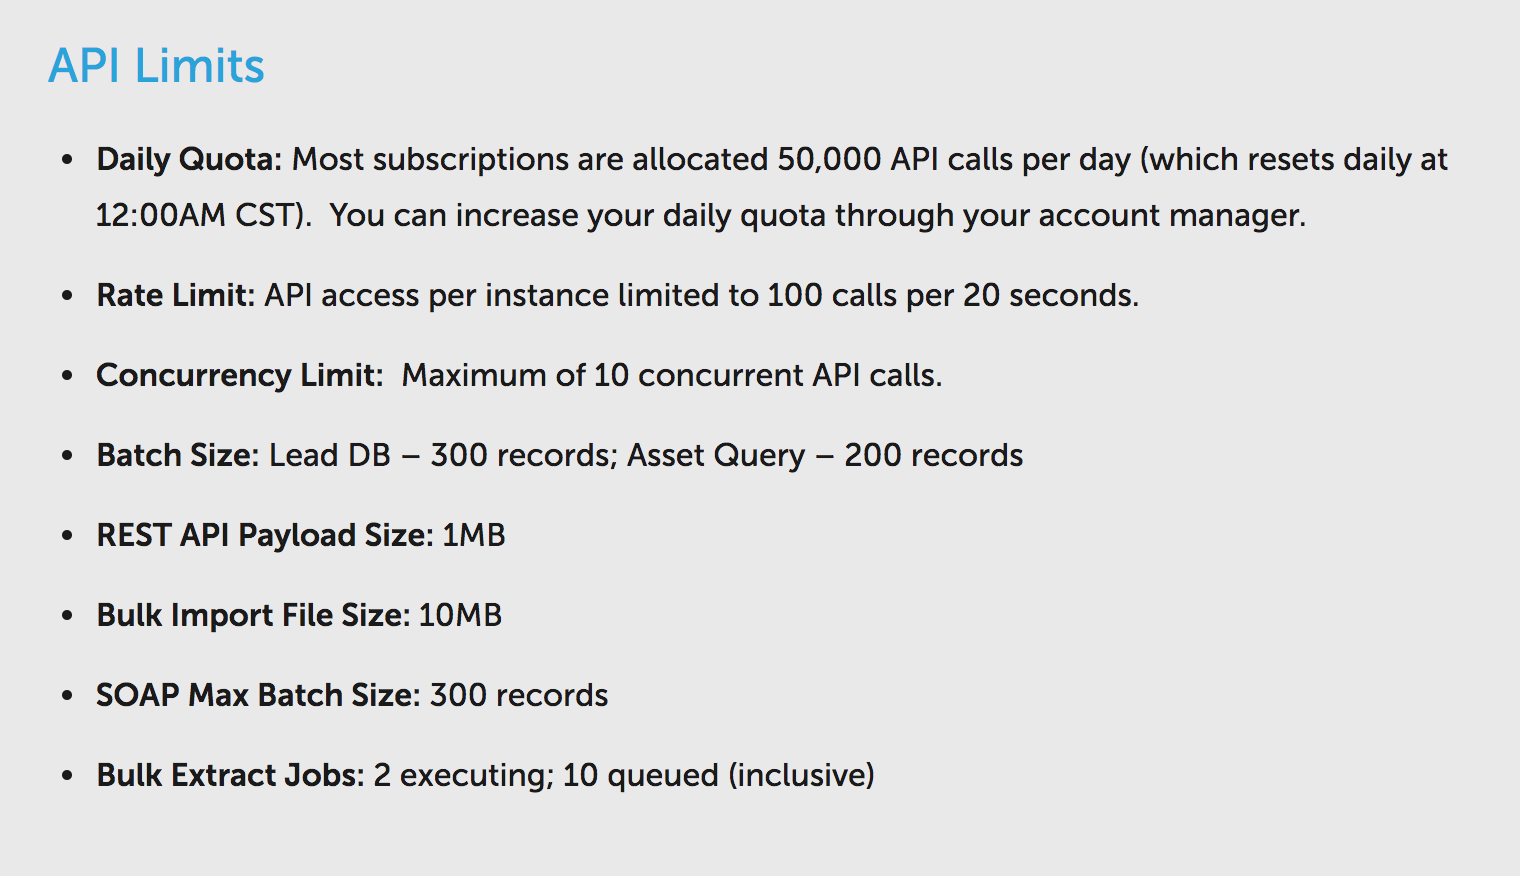 API Limits
• Daily Quota: Most subscriptions are allocated 50,000 API calls per day (which resets daily at
12:00AM CST).  You can increase your daily quota through your account manager.
• Rate Limit: API access per instance limited to 100 calls per 20 seconds.
• Concurrency Limit:  Maximum of 10 concurrent API calls.
• Batch Size: Lead DB – 300 records; Asset Query – 200 records
• REST API Payload Size: 1MB
• Bulk Import File Size: 10MB
• SOAP Max Batch Size: 300 records
• Bulk Extract Jobs: 2 executing; 10 queued (inclusive)